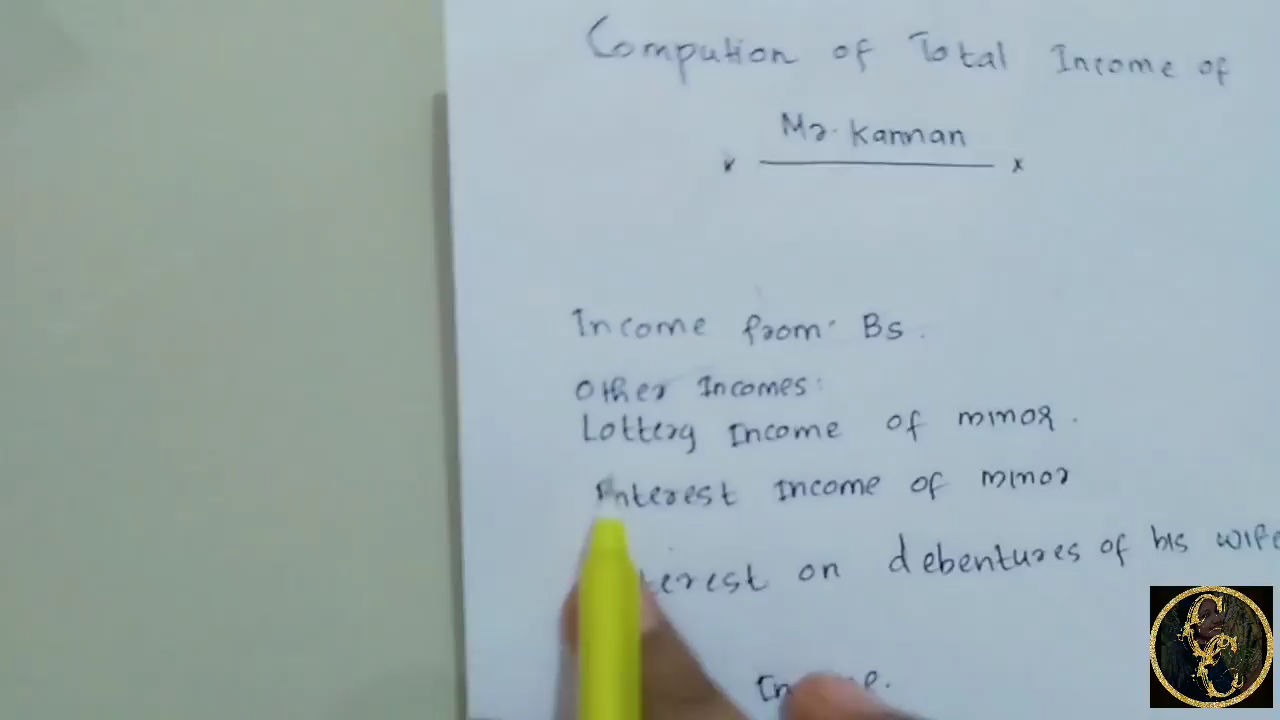 Compution of Total Income of
Mr. Kannan
Income from Bs.
Other Incomes:
Lottery Income of minor.
Interest Income of minor
on debentures of his wife